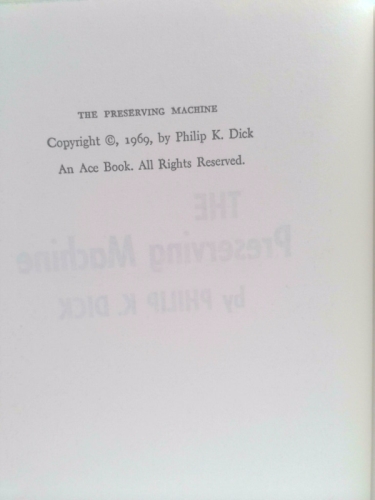 THE PRESERVING MACHINE
Copyright ©, 1969, by Philip K. Dick
An Ace Book. All Rights Reserved.
THE
Preserving Machine
by PHILIP K. DICK